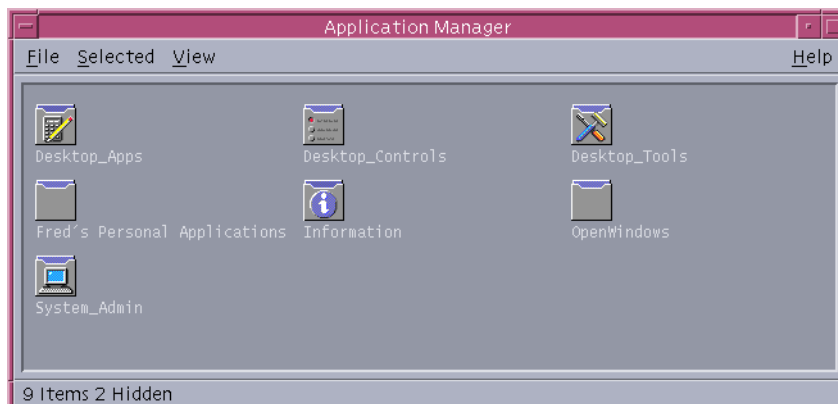 Application Manager
File Selected View Help
Desktop_Apps Desktop_Controls Desktop_Tools
Fred´s Personal Applications Information OpenWindows
System_Admin
9 Items 2 Hidden